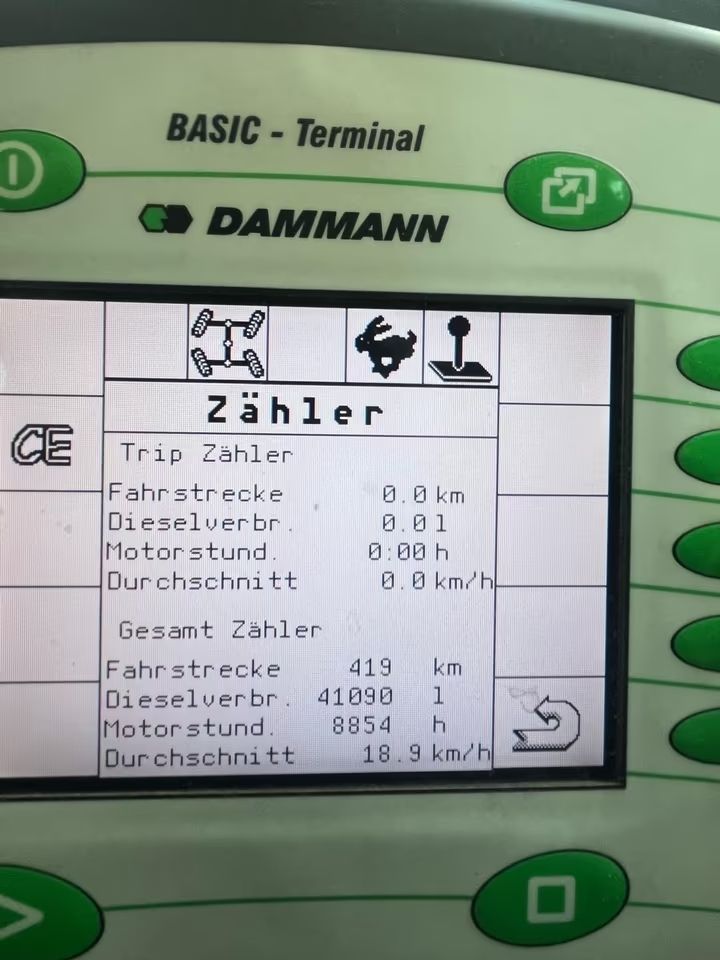 BASIC - Terminal
DAMMANN
Zähler
CE
Trip Zähler
Fahrstrecke 0.0 km
Dieselverbr. 0.0 l
Motorstund. 0:00 h
Durchschnitt 0.0 km/h
Gesamt Zähler
Fahrstrecke 419 km
Dieselverbr. 41090 l
Motorstund. 8854 h
Durchschnitt 18.9 km/h